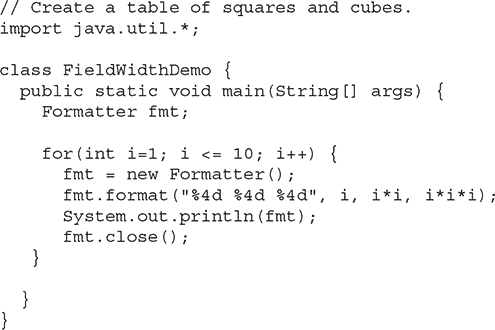 // Create a table of squares and cubes.
import java.util.*;

class FieldWidthDemo {
  public static void main(String[] args) {
    Formatter fmt;

    for(int i=1; i <= 10; i++) {
      fmt = new Formatter();
      fmt.format("%4d %4d %4d", i, i*i, i*i*i);
      System.out.println(fmt);
      fmt.close();
   }

  }
}